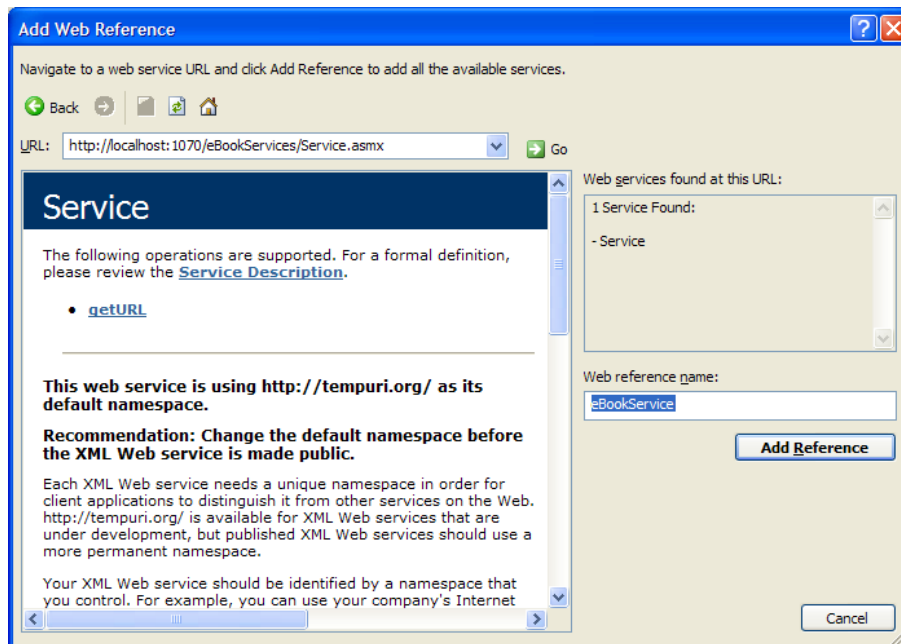 Add Web Reference
Navigate to a web service URL and click Add Reference to add all the available services.
Back
URL: http://localhost:1070/eBookServices/Service.asmx Go
Service
The following operations are supported. For a formal definition,
please review the Service Description.
• getURL
This web service is using http://tempuri.org/ as its
default namespace.
Recommendation: Change the default namespace before
the XML Web service is made public.
Each XML Web service needs a unique namespace in order for
client applications to distinguish it from other services on the Web.
http://tempuri.org/ is available for XML Web services that are
under development, but published XML Web services should use a
more permanent namespace.
Your XML Web service should be identified by a namespace that
you control. For example, you can use your company's Internet
Web services found at this URL:
1 Service Found:
- Service
Web reference name:
eBookService
Add Reference
Cancel